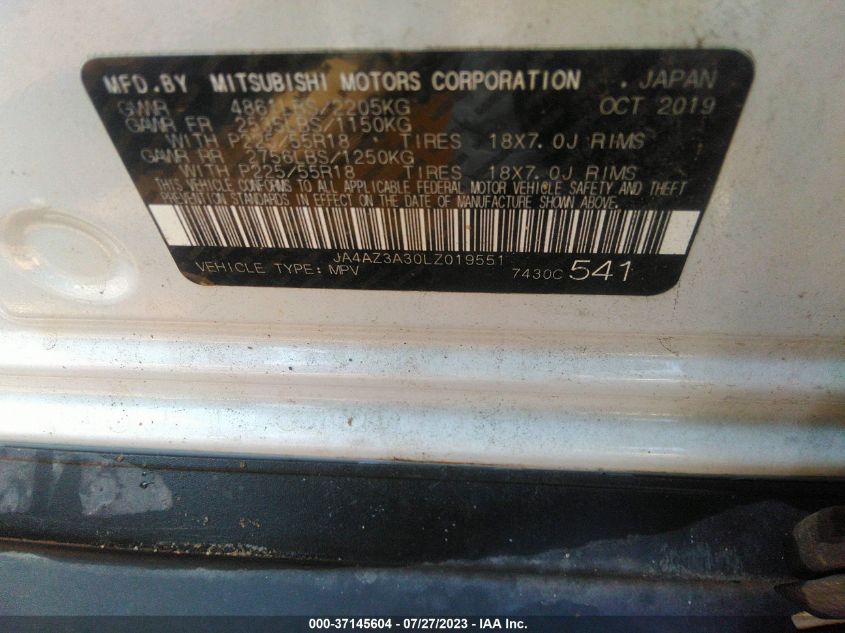 MFD.BY MITSUBISHI MOTORS CORPORATION . JAPAN
GVWR 4861LBS/2205KG OCT 2019
GAWR FR 2535LBS/1150KG
WITH P225/55R18 TIRES 18X7.0J RIMS
GAWR RR 2756LBS/1250KG
WITH P225/55R18 TIRES 18X7.0J RIMS
THIS VEHICLE CONFORMS TO ALL APPLICABLE FEDERAL MOTOR VEHICLE SAFETY AND THEFT
PREVENTION STANDARDS IN EFFECT ON THE DATE OF MANUFACTURE SHOWN ABOVE.
JA4AZ3A30LZ019551
VEHICLE TYPE: MPV 7430C 541
000-37145604 / 07/27/2023 / IAA Inc.